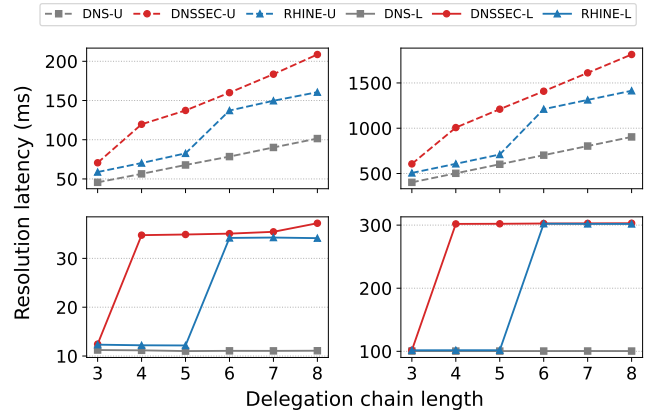 DNS-U DNSSEC-U RHINE-U DNS-L DNSSEC-L RHINE-L
200
150
100
50
1500
1000
500
30
20
10
300
200
100
3 4 5 6 7 8
3 4 5 6 7 8
Resolution latency (ms)
Delegation chain length